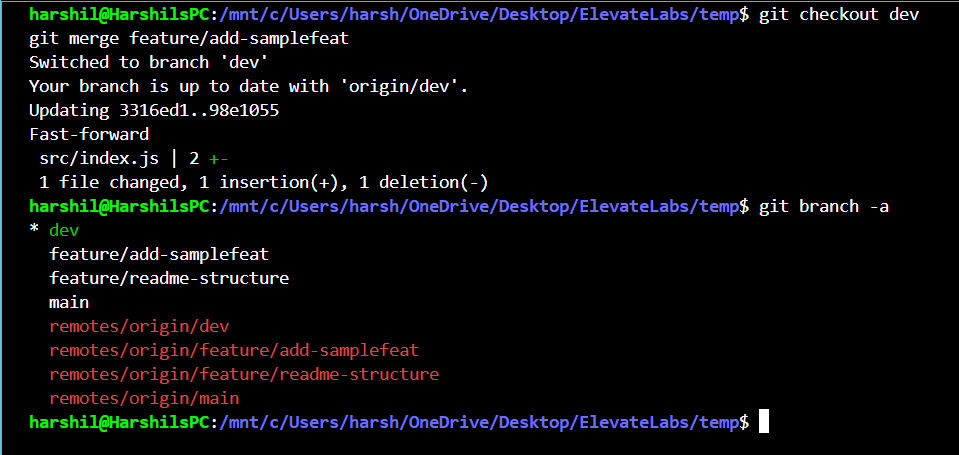 harshil@HarshilsPC:/mnt/c/Users/harsh/OneDrive/Desktop/ElevateLabs/temp$ git checkout dev
git merge feature/add-samplefeat
Switched to branch 'dev'
Your branch is up to date with 'origin/dev'.
Updating 3316ed1..98e1055
Fast-forward
 src/index.js | 2 +-
 1 file changed, 1 insertion(+), 1 deletion(-)
harshil@HarshilsPC:/mnt/c/Users/harsh/OneDrive/Desktop/ElevateLabs/temp$ git branch -a
* dev
  feature/add-samplefeat
  feature/readme-structure
  main
  remotes/origin/dev
  remotes/origin/feature/add-samplefeat
  remotes/origin/feature/readme-structure
  remotes/origin/main
harshil@HarshilsPC:/mnt/c/Users/harsh/OneDrive/Desktop/ElevateLabs/temp$